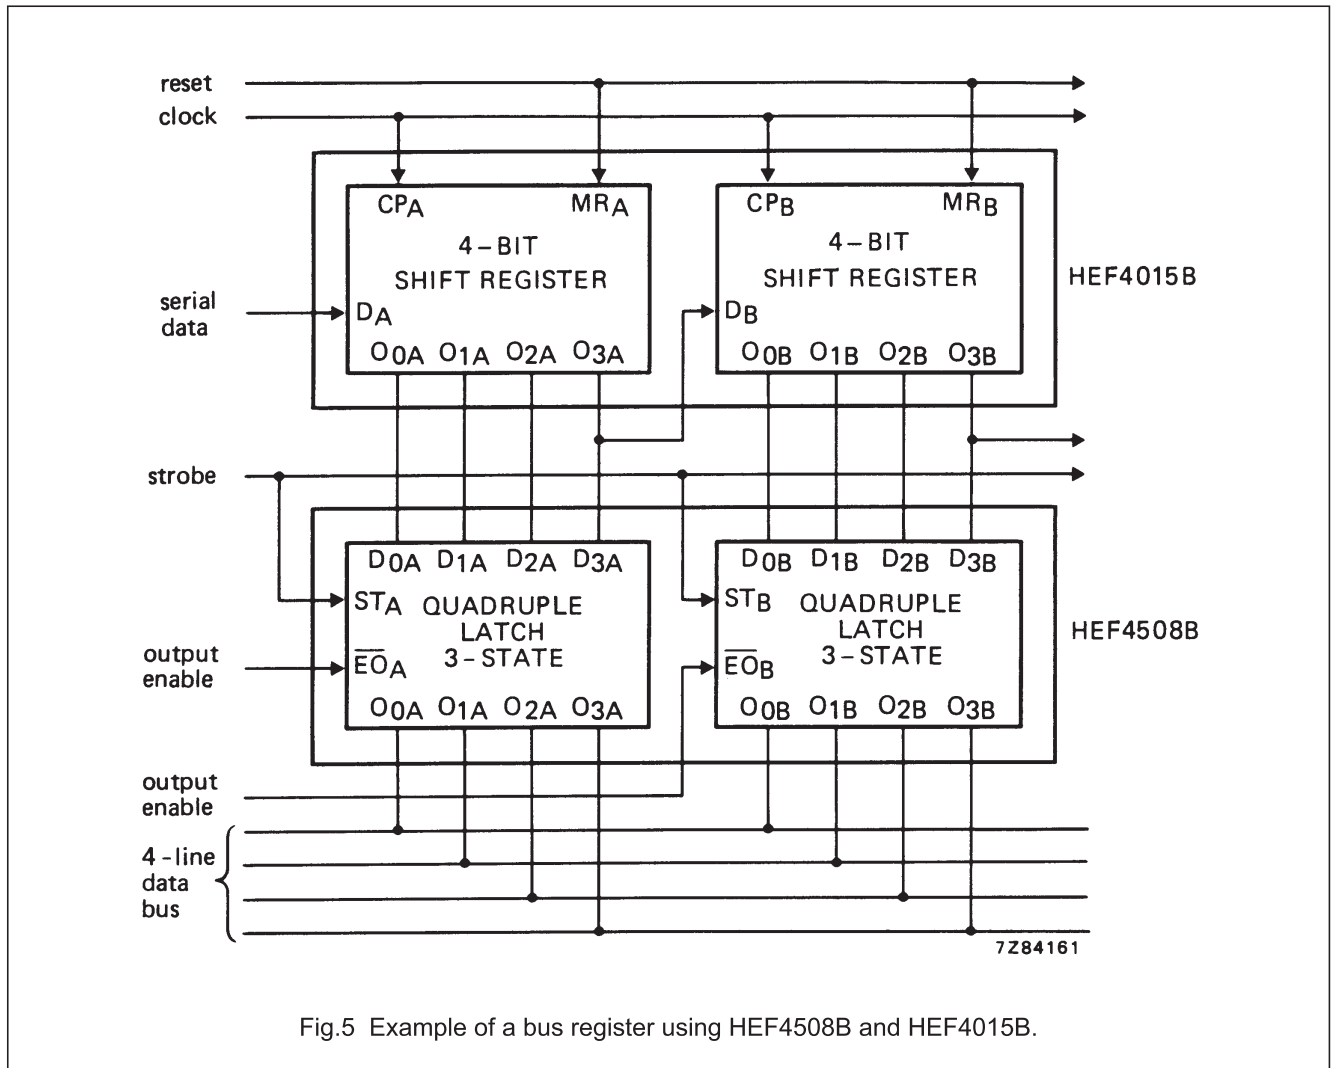 reset
clock
CPA MRA
4-BIT
SHIFT REGISTER
DA
O0A O1A O2A O3A
CPB MRB
4-BIT
SHIFT REGISTER
DB
O0B O1B O2B O3B
HEF4015B
serial
data
strobe
D0A D1A D2A D3A
STA QUADRUPLE
LATCH
3-STATE
E̅O̅A
O0A O1A O2A O3A
D0B D1B D2B D3B
STB QUADRUPLE
LATCH
3-STATE
E̅O̅B
O0B O1B O2B O3B
HEF4508B
output
enable
output
enable
4-line
data
bus
7Z84161
Fig.5 Example of a bus register using HEF4508B and HEF4015B.